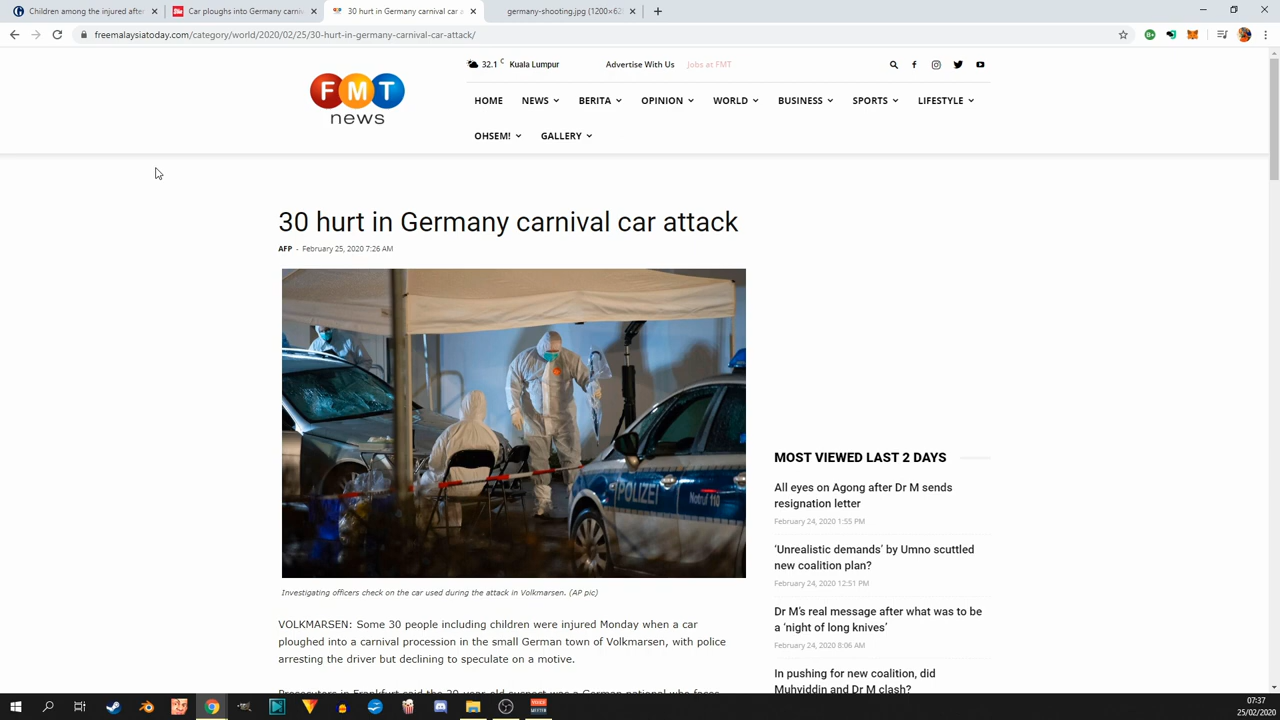 Children among the injured after
Car ploughs into Germany carniv
30 hurt in Germany carnival car a
germany-shooting.jpg (1200×62
freemalaysiatoday.com/category/world/2020/02/25/30-hurt-in-germany-carnival-car-attack/
32.1 C Kuala Lumpur
Advertise With Us
Jobs at FMT
FMT
news
HOME
NEWS
BERITA
OPINION
WORLD
BUSINESS
SPORTS
LIFESTYLE
OHSEM!
GALLERY
30 hurt in Germany carnival car attack
AFP - February 25, 2020 7:26 AM
POLIZEI
Notruf 110
Investigating officers check on the car used during the attack in Volkmarsen. (AP pic)
VOLKMARSEN: Some 30 people including children were injured Monday when a car
ploughed into a carnival procession in the small German town of Volkmarsen, with police
arresting the driver but declining to speculate on a motive.
MOST VIEWED LAST 2 DAYS
All eyes on Agong after Dr M sends
resignation letter
February 24, 2020 1:55 PM
‘Unrealistic demands’ by Umno scuttled
new coalition plan?
February 24, 2020 12:51 PM
Dr M’s real message after what was to be
a ‘night of long knives’
February 24, 2020 8:06 AM
In pushing for new coalition, did
Muhyiddin and Dr M clash?
07:37
25/02/2020